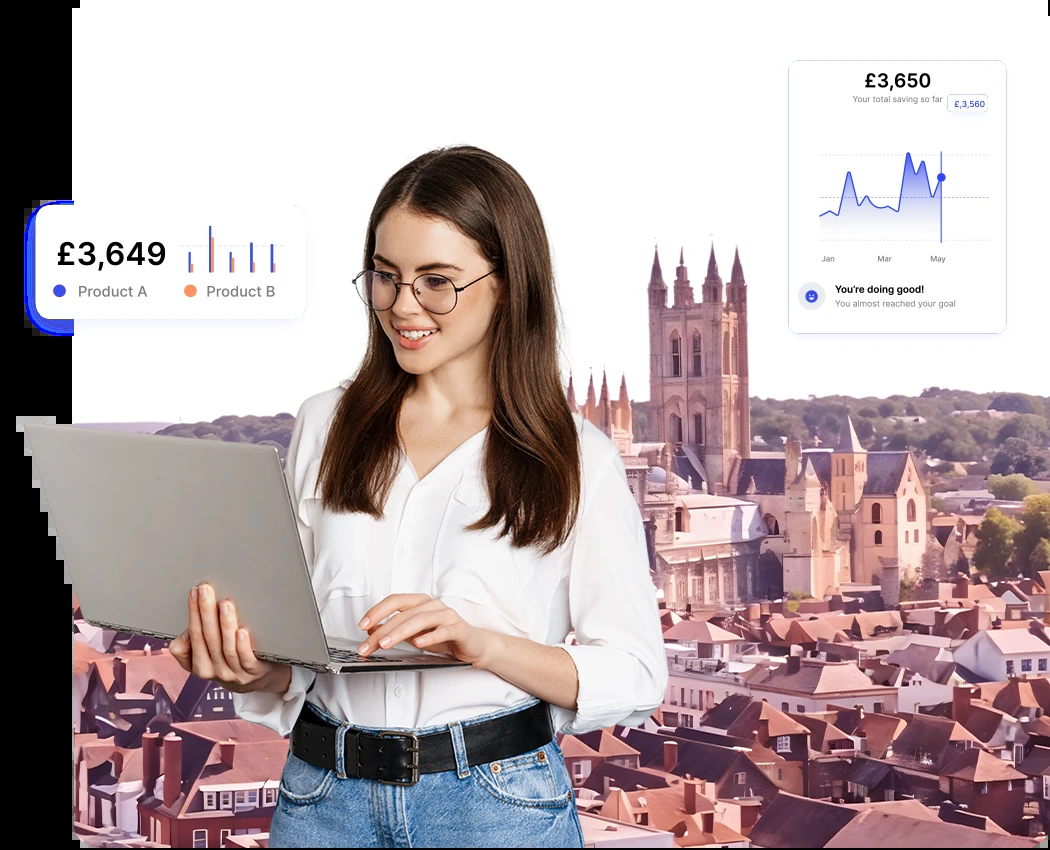 £3,650
Your total saving so far
£,3,560
£3,649
Product A
Product B
Jan
Mar
May
You're doing good!
You almost reached your goal